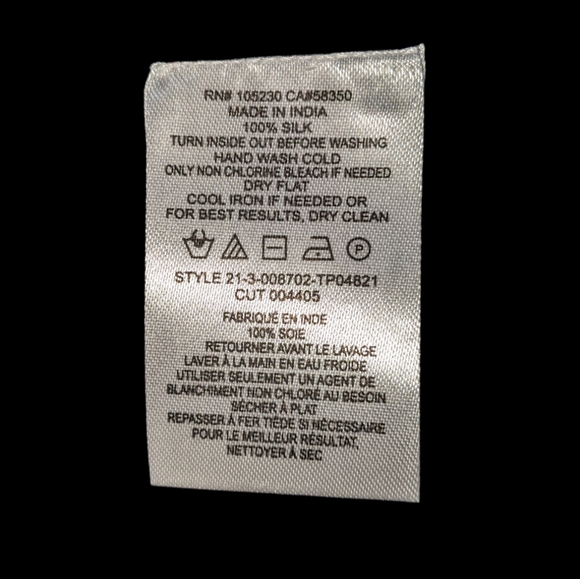 RN# 105230 CA#58350
MADE IN INDIA
100% SILK
TURN INSIDE OUT BEFORE WASHING
HAND WASH COLD
ONLY NON CHLORINE BLEACH IF NEEDED
DRY FLAT
COOL IRON IF NEEDED OR
FOR BEST RESULTS, DRY CLEAN
P
STYLE 21-3-008702-TP04821
CUT 004405
FABRIQUÉ EN INDE
100% SOIE
RETOURNER AVANT LE LAVAGE
LAVER À LA MAIN EN EAU FROIDE
UTILISER SEULEMENT UN AGENT DE
BLANCHIMENT NON CHLORÉ AU BESOIN
SÉCHER À PLAT
REPASSER À FER TIÈDE SI NÉCESSAIRE
POUR LE MEILLEUR RÉSULTAT,
NETTOYER À SEC